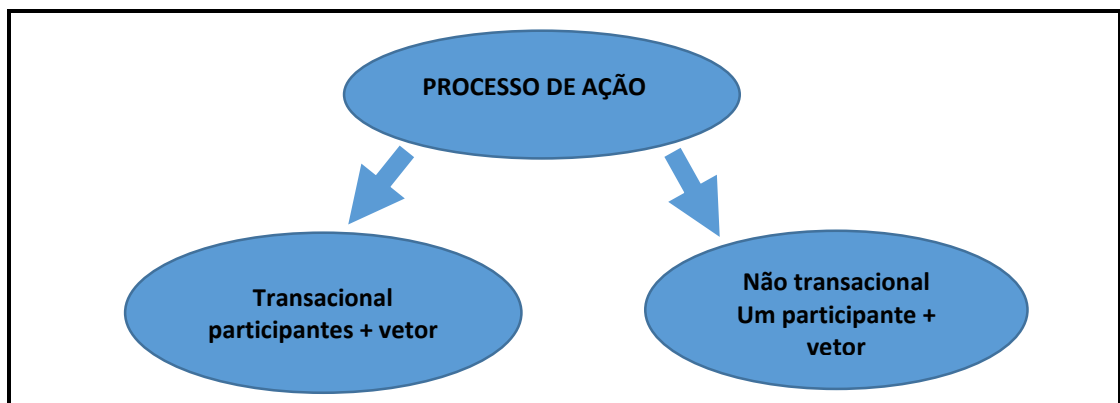 PROCESSO DE AÇÃO
Transacional
participantes + vetor
Não transacional
Um participante +
vetor